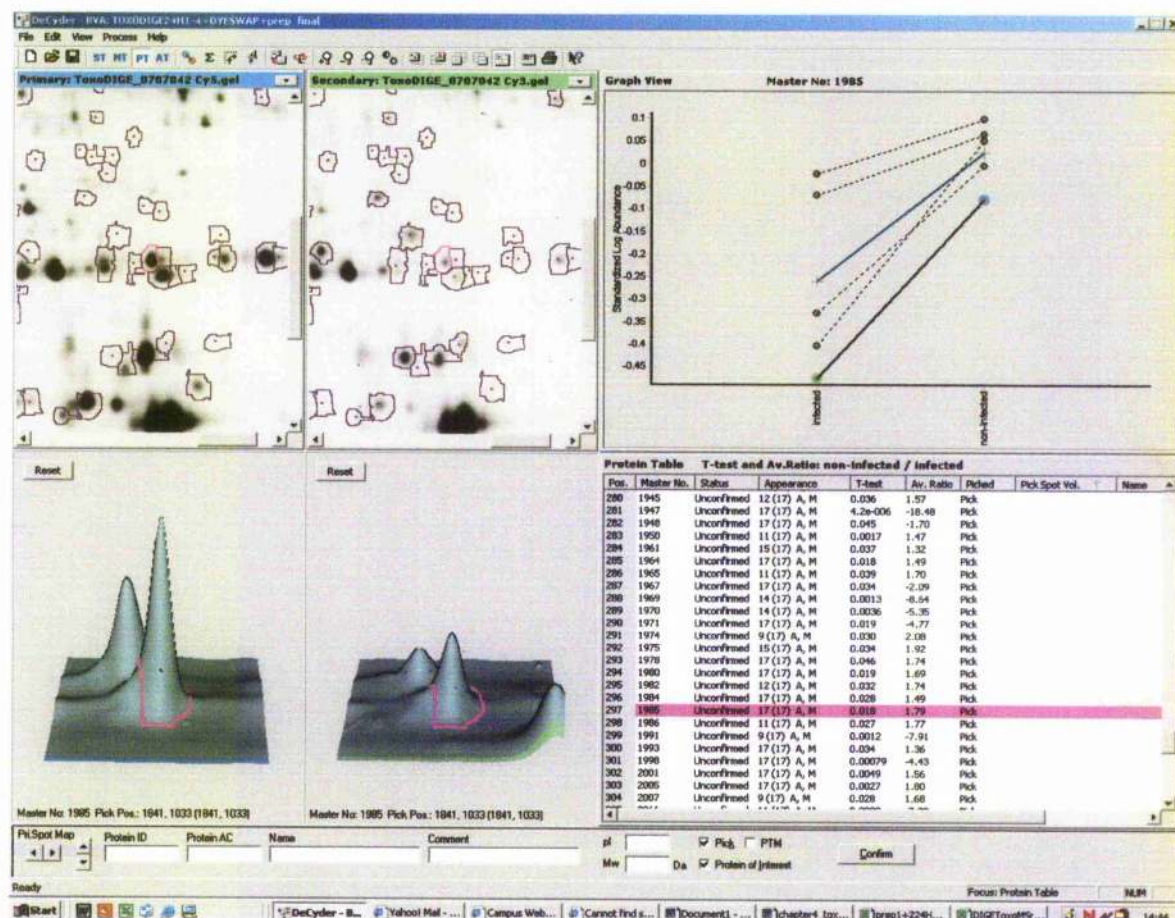 DeCyder - BVA: TOXODIGE24H1-4+DYESWAP+prep_final
File Edit View Process Help
ST MT PT AT
Primary: ToxoDIGE_0707042 Cy5.gel
Secondary: ToxoDIGE_0707042 Cy3.gel
Graph View Master No: 1985
0.1
0.05
0
-0.05
-0.1
-0.15
-0.2
-0.25
-0.3
-0.35
-0.4
-0.45
Standardized Log Abundance
infected
non-infected
Reset
Reset
Master No: 1985 Pick Pos.: 1841, 1033 [1841, 1033]
Master No: 1985 Pick Pos.: 1841, 1033 [1841, 1033]
Protein Table T-test and Av.Ratio: non-infected / infected
Pos. Master No. Status Appearance T-test Av. Ratio Picked Pick Spot Vol. Name
280 1945 Unconfirmed 12 (17) A, M 0.036 1.57 Pick
281 1947 Unconfirmed 17 (17) A, M 4.2e-006 -18.48 Pick
282 1948 Unconfirmed 17 (17) A, M 0.045 -1.70 Pick
283 1950 Unconfirmed 11 (17) A, M 0.0017 1.47 Pick
284 1961 Unconfirmed 15 (17) A, M 0.037 1.32 Pick
285 1964 Unconfirmed 17 (17) A, M 0.018 1.49 Pick
286 1965 Unconfirmed 11 (17) A, M 0.039 1.70 Pick
287 1967 Unconfirmed 17 (17) A, M 0.034 -2.09 Pick
288 1969 Unconfirmed 14 (17) A, M 0.0013 -8.64 Pick
289 1970 Unconfirmed 14 (17) A, M 0.0036 -5.35 Pick
290 1971 Unconfirmed 17 (17) A, M 0.019 -4.77 Pick
291 1974 Unconfirmed 9 (17) A, M 0.030 2.08 Pick
292 1975 Unconfirmed 15 (17) A, M 0.034 1.92 Pick
293 1978 Unconfirmed 17 (17) A, M 0.046 1.74 Pick
294 1980 Unconfirmed 17 (17) A, M 0.019 1.69 Pick
295 1982 Unconfirmed 12 (17) A, M 0.032 1.74 Pick
296 1984 Unconfirmed 17 (17) A, M 0.028 1.49 Pick
297 1985 Unconfirmed 17 (17) A, M 0.018 1.79 Pick
298 1986 Unconfirmed 11 (17) A, M 0.027 1.77 Pick
299 1991 Unconfirmed 9 (17) A, M 0.0012 -7.91 Pick
300 1993 Unconfirmed 17 (17) A, M 0.034 1.36 Pick
301 1998 Unconfirmed 17 (17) A, M 0.00079 -4.43 Pick
302 2001 Unconfirmed 17 (17) A, M 0.0049 1.56 Pick
303 2005 Unconfirmed 17 (17) A, M 0.0027 1.80 Pick
304 2007 Unconfirmed 9 (17) A, M 0.028 1.68 Pick
Pri.Spot Map Protein ID Protein AC Name Comment pI Pick PTM
Mw Da Protein of Interest Confirm
Ready Focus: Protein Table NUM
Start DeCyder - B... Yahoo! Mail - ... Campus Web... Cannot find s... Document1 - ... chapter4_tox... prep1+224H...